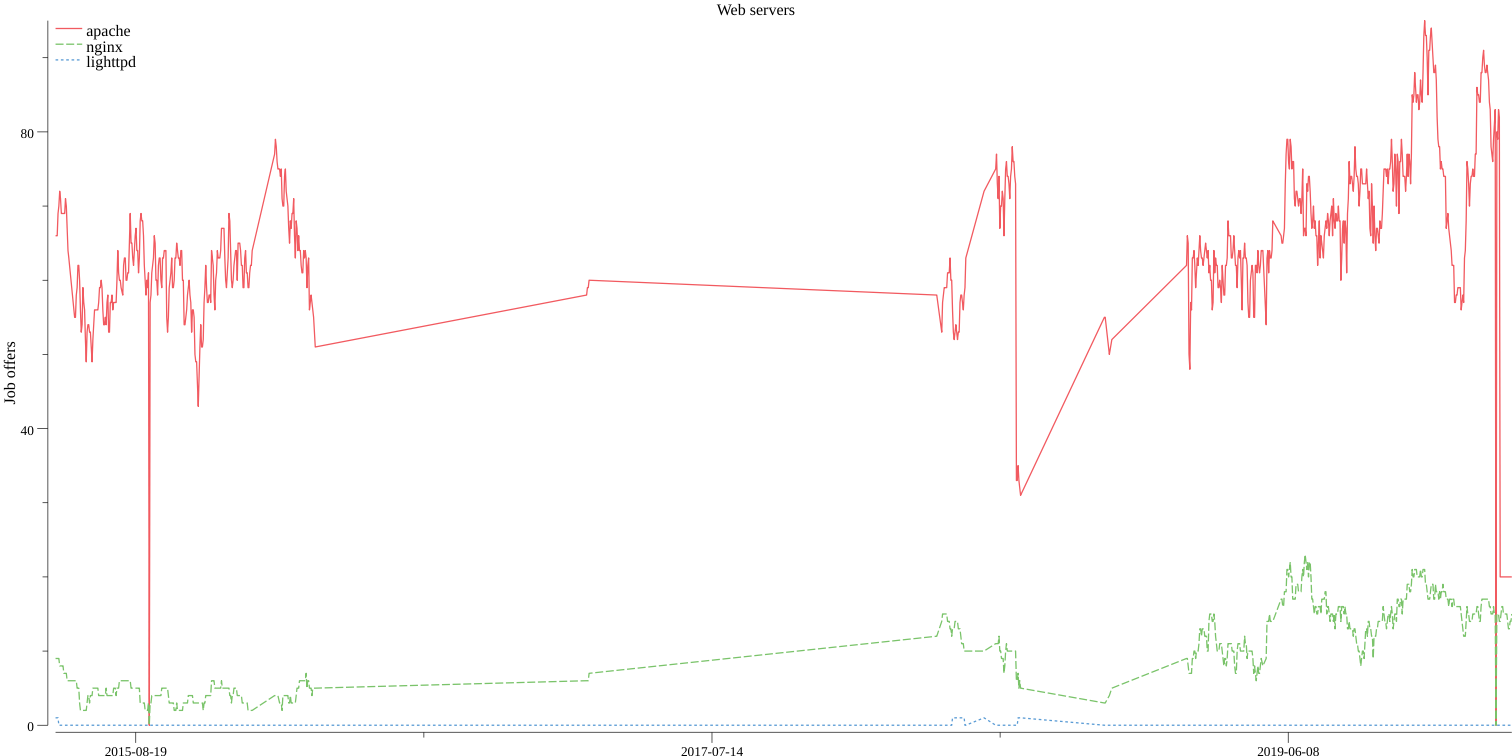 Web servers
apache
nginx
lighttpd
80
Job offers
40
0
2015-08-19
2017-07-14
2019-06-08